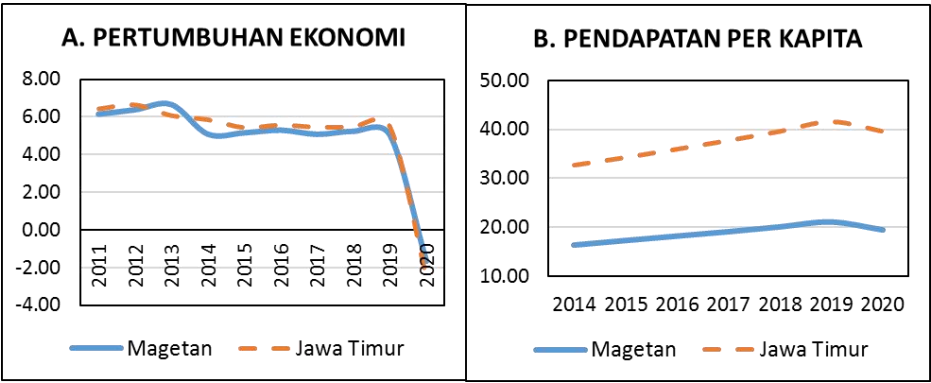 A. PERTUMBUHAN EKONOMI
8.00
6.00
4.00
2.00
0.00
-2.00
-4.00
2011 2012 2013 2014 2015 2016 2017 2018 2019 2020
Magetan Jawa Timur
B. PENDAPATAN PER KAPITA
50.00
40.00
30.00
20.00
10.00
2014 2015 2016 2017 2018 2019 2020
Magetan Jawa Timur